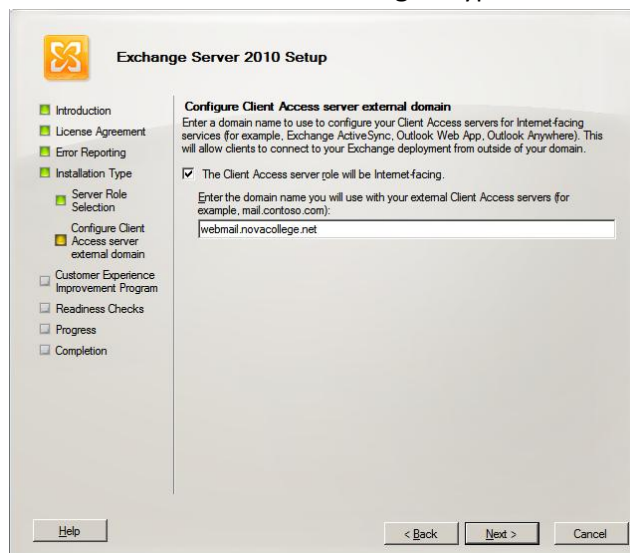 Exchange Server 2010 Setup
Introduction
License Agreement
Error Reporting
Installation Type
Server Role
Selection
Configure Client
Access server
external domain
Customer Experience
Improvement Program
Readiness Checks
Progress
Completion
Configure Client Access server external domain
Enter a domain name to use to configure your Client Access servers for Internet-facing
services (for example, Exchange ActiveSync, Outlook Web App, Outlook Anywhere). This
will allow clients to connect to your Exchange deployment from outside of your domain.
The Client Access server role will be Internet-facing.
Enter the domain name you will use with your external Client Access servers (for
example, mail.contoso.com):
webmail.novacollege.net
Help
< Back
Next >
Cancel